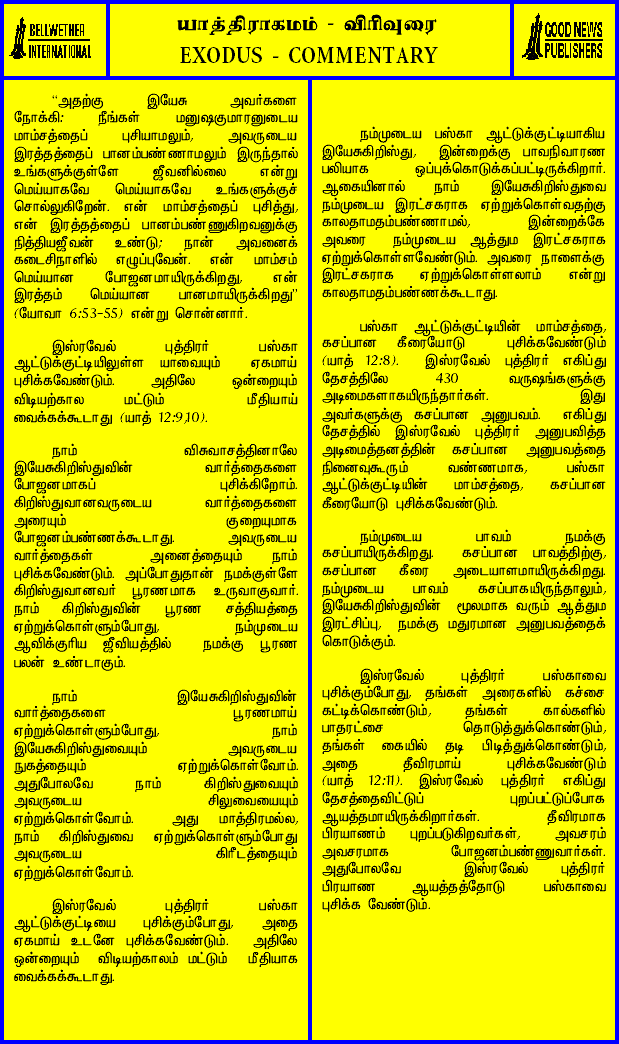 BELLWETHER
INTERNATIONAL
யாத்திராகமம் - விரிவுரை
EXODUS - COMMENTARY
GOOD NEWS
PUBLISHERS
“அதற்கு இயேசு அவர்களை
நோக்கி: நீங்கள் மனுஷகுமாரனுடைய
மாம்சத்தைப் புசியாமலும், அவருடைய
இரத்தத்தைப் பானம்பண்ணாமலும் இருந்தால்
உங்களுக்குள்ளே ஜீவனில்லை என்று
மெய்யாகவே மெய்யாகவே உங்களுக்குச்
சொல்லுகிறேன். என் மாம்சத்தைப் புசித்து,
என் இரத்தத்தைப் பானம்பண்ணுகிறவனுக்கு
நித்தியஜீவன் உண்டு; நான் அவனைக்
கடைசிநாளில் எழுப்புவேன். என் மாம்சம்
மெய்யான போஜனமாயிருக்கிறது, என்
இரத்தம் மெய்யான பானமாயிருக்கிறது”
(யோவா 6:53-55) என்று சொன்னார்.
இஸ்ரவேல் புத்திரர் பஸ்கா
ஆட்டுக்குட்டியிலுள்ள யாவையும் ஏகமாய்
புசிக்கவேண்டும். அதிலே ஒன்றையும்
விடியற்கால மட்டும் மீதியாய்
வைக்கக்கூடாது (யாத் 12:9,10).
நாம் விசுவாசத்தினாலே
இயேசுகிறிஸ்துவின் வார்த்தைகளை
போஜனமாகப் புசிக்கிறோம்.
கிறிஸ்துவானவருடைய வார்த்தைகளை
அரையும் குறையுமாக
போஜனம்பண்ணக்கூடாது. அவருடைய
வார்த்தைகள் அனைத்தையும் நாம்
புசிக்கவேண்டும். அப்போதுதான் நமக்குள்ளே
கிறிஸ்துவானவர் பூரணமாக உருவாகுவார்.
நாம் கிறிஸ்துவின் பூரண சத்தியத்தை
ஏற்றுக்கொள்ளும்போது, நம்முடைய
ஆவிக்குரிய ஜீவியத்தில் நமக்கு பூரண
பலன் உண்டாகும்.
நாம் இயேசுகிறிஸ்துவின்
வார்த்தைகளை பூரணமாய்
ஏற்றுக்கொள்ளும்போது, நாம்
இயேசுகிறிஸ்துவையும் அவருடைய
நுகத்தையும் ஏற்றுக்கொள்வோம்.
அதுபோலவே நாம் கிறிஸ்துவையும்
அவருடைய சிலுவையையும்
ஏற்றுக்கொள்வோம். அது மாத்திரமல்ல,
நாம் கிறிஸ்துவை ஏற்றுக்கொள்ளும்போது
அவருடைய கிரீடத்தையும்
ஏற்றுக்கொள்வோம்.
இஸ்ரவேல் புத்திரர் பஸ்கா
ஆட்டுக்குட்டியை புசிக்கும்போது, அதை
ஏகமாய் உடனே புசிக்கவேண்டும். அதிலே
ஒன்றையும் விடியற்காலம் மட்டும் மீதியாக
வைக்கக்கூடாது.
நம்முடைய பஸ்கா ஆட்டுக்குட்டியாகிய
இயேசுகிறிஸ்து, இன்றைக்கு பாவநிவாரண
பலியாக ஒப்புக்கொடுக்கப்பட்டிருக்கிறார்.
ஆகையினால் நாம் இயேசுகிறிஸ்துவை
நம்முடைய இரட்சகராக ஏற்றுக்கொள்வதற்கு
காலதாமதம்பண்ணாமல், இன்றைக்கே
அவரை நம்முடைய ஆத்தும இரட்சகராக
ஏற்றுக்கொள்ளவேண்டும். அவரை நாளைக்கு
இரட்சகராக ஏற்றுக்கொள்ளலாம் என்று
காலதாமதம்பண்ணக்கூடாது.
பஸ்கா ஆட்டுக்குட்டியின் மாம்சத்தை,
கசப்பான கீரையோடு புசிக்கவேண்டும்
(யாத் 12:8). இஸ்ரவேல் புத்திரர் எகிப்து
தேசத்திலே 430 வருஷங்களுக்கு
அடிமைகளாகயிருந்தார்கள். இது
அவர்களுக்கு கசப்பான அனுபவம். எகிப்து
தேசத்தில் இஸ்ரவேல் புத்திரர் அனுபவித்த
அடிமைத்தனத்தின் கசப்பான அனுபவத்தை
நினைவுகூரும் வண்ணமாக, பஸ்கா
ஆட்டுக்குட்டியின் மாம்சத்தை, கசப்பான
கீரையோடு புசிக்கவேண்டும்.
நம்முடைய பாவம் நமக்கு
கசப்பாயிருக்கிறது. கசப்பான பாவத்திற்கு,
கசப்பான கீரை அடையாளமாயிருக்கிறது.
நம்முடைய பாவம் கசப்பாகயிருந்தாலும்,
இயேசுகிறிஸ்துவின் மூலமாக வரும் ஆத்தும
இரட்சிப்பு, நமக்கு மதுரமான அனுபவத்தைக்
கொடுக்கும்.
இஸ்ரவேல் புத்திரர் பஸ்காவை
புசிக்கும்போது, தங்கள் அரைகளில் கச்சை
கட்டிக்கொண்டும், தங்கள் கால்களில்
பாதரட்சை தொடுத்துக்கொண்டும்,
தங்கள் கையில் தடி பிடித்துக்கொண்டும்,
அதை தீவிரமாய் புசிக்கவேண்டும்
(யாத் 12:11). இஸ்ரவேல் புத்திரர் எகிப்து
தேசத்தைவிட்டுப் புறப்பட்டுப்போக
ஆயத்தமாயிருக்கிறார்கள். தீவிரமாக
பிரயாணம் புறப்படுகிறவர்கள், அவசரம்
அவசரமாக போஜனம்பண்ணுவார்கள்.
அதுபோலவே இஸ்ரவேல் புத்திரர்
பிரயாண ஆயத்தத்தோடு பஸ்காவை
புசிக்க வேண்டும்.